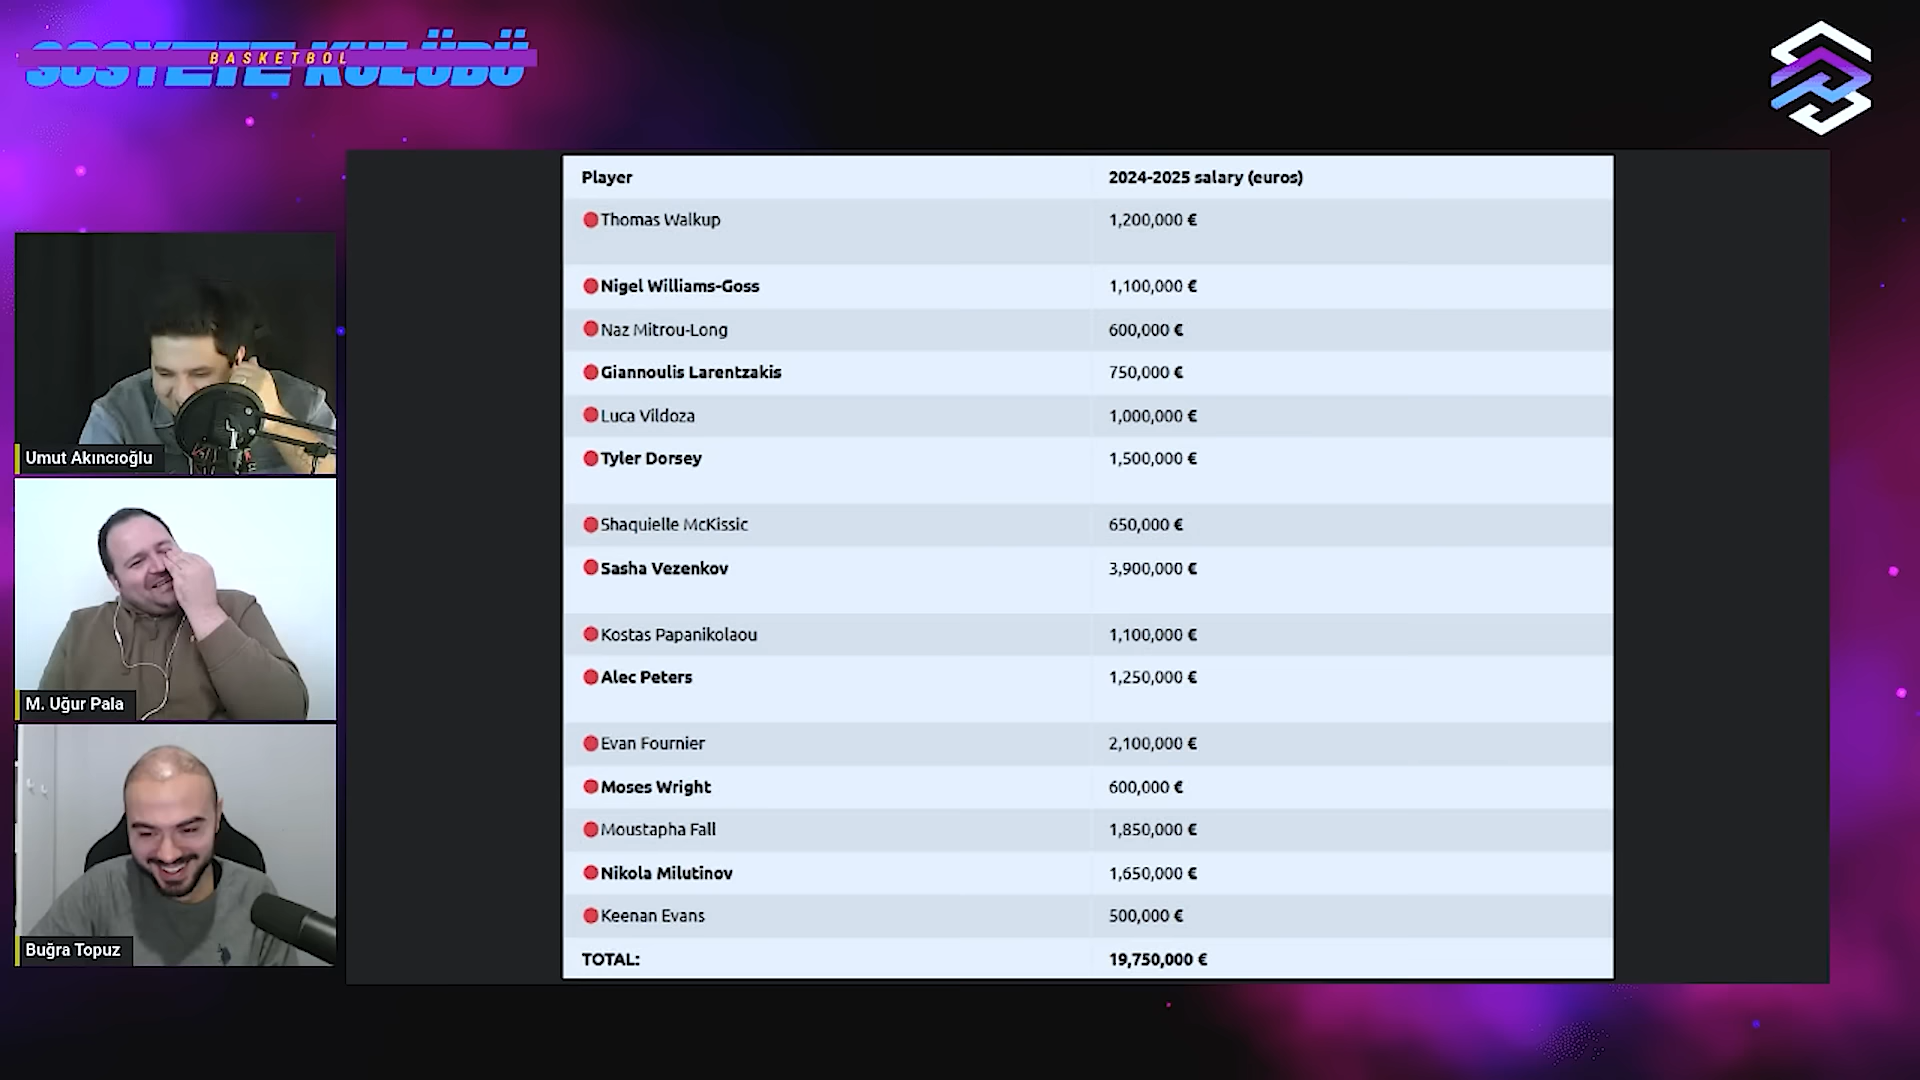 SOSYETE KULÜBÜ
BASKETBOL
Player 2024-2025 salary (euros)
Thomas Walkup 1,200,000 €
Nigel Williams-Goss 1,100,000 €
Naz Mitrou-Long 600,000 €
Giannoulis Larentzakis 750,000 €
Luca Vildoza 1,000,000 €
Tyler Dorsey 1,500,000 €
Shaquielle McKissic 650,000 €
Sasha Vezenkov 3,900,000 €
Kostas Papanikolaou 1,100,000 €
Alec Peters 1,250,000 €
Evan Fournier 2,100,000 €
Moses Wright 600,000 €
Moustapha Fall 1,850,000 €
Nikola Milutinov 1,650,000 €
Keenan Evans 500,000 €
TOTAL: 19,750,000 €
Umut Akıncıoğlu
M. Uğur Pala
Buğra Topuz